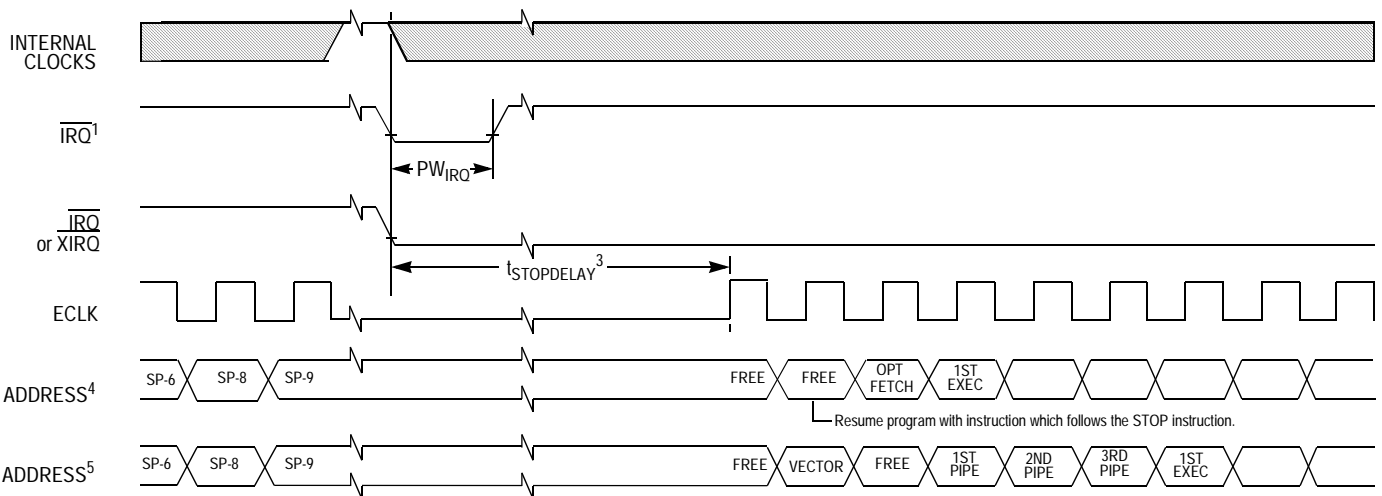 INTERNAL
CLOCKS
IRQ1
PWIRQ
IRQ
or XIRQ
tSTOPDELAY3
ECLK
ADDRESS4
SP-6 SP-8 SP-9 FREE FREE OPT FETCH 1ST EXEC
Resume program with instruction which follows the STOP instruction.
ADDRESS5
SP-6 SP-8 SP-9 FREE VECTOR FREE 1ST PIPE 2ND PIPE 3RD PIPE 1ST EXEC